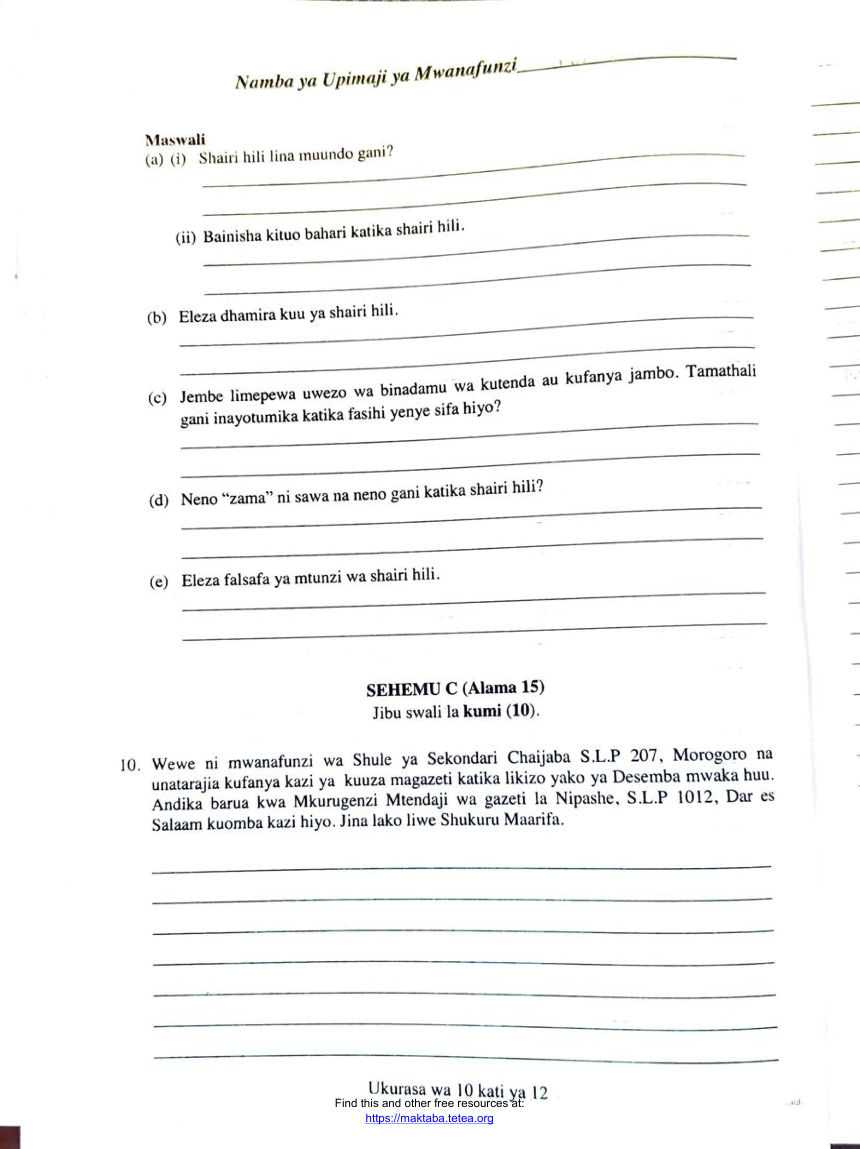 Namba ya Upimaji ya Mwanafunzi
Maswali
(a) (i) Shairi hili lina muundo gani?
(ii) Bainisha kituo bahari katika shairi hili.
(b) Eleza dhamira kuu ya shairi hili.
(c) Jembe limepewa uwezo wa binadamu wa kutenda au kufanya jambo. Tamathali
gani inayotumika katika fasihi yenye sifa hiyo?
(d) Neno “zama” ni sawa na neno gani katika shairi hili?
(e) Eleza falsafa ya mtunzi wa shairi hili.
SEHEMU C (Alama 15)
Jibu swali la kumi (10).
10. Wewe ni mwanafunzi wa Shule ya Sekondari Chaijaba S.L.P 207, Morogoro na
unatarajia kufanya kazi ya kuuza magazeti katika likizo yako ya Desemba mwaka huu.
Andika barua kwa Mkurugenzi Mtendaji wa gazeti la Nipashe, S.L.P 1012, Dar es
Salaam kuomba kazi hiyo. Jina lako liwe Shukuru Maarifa.
Ukurasa wa 10 kati ya 12
Find this and other free resources at:
https://maktaba.tetea.org